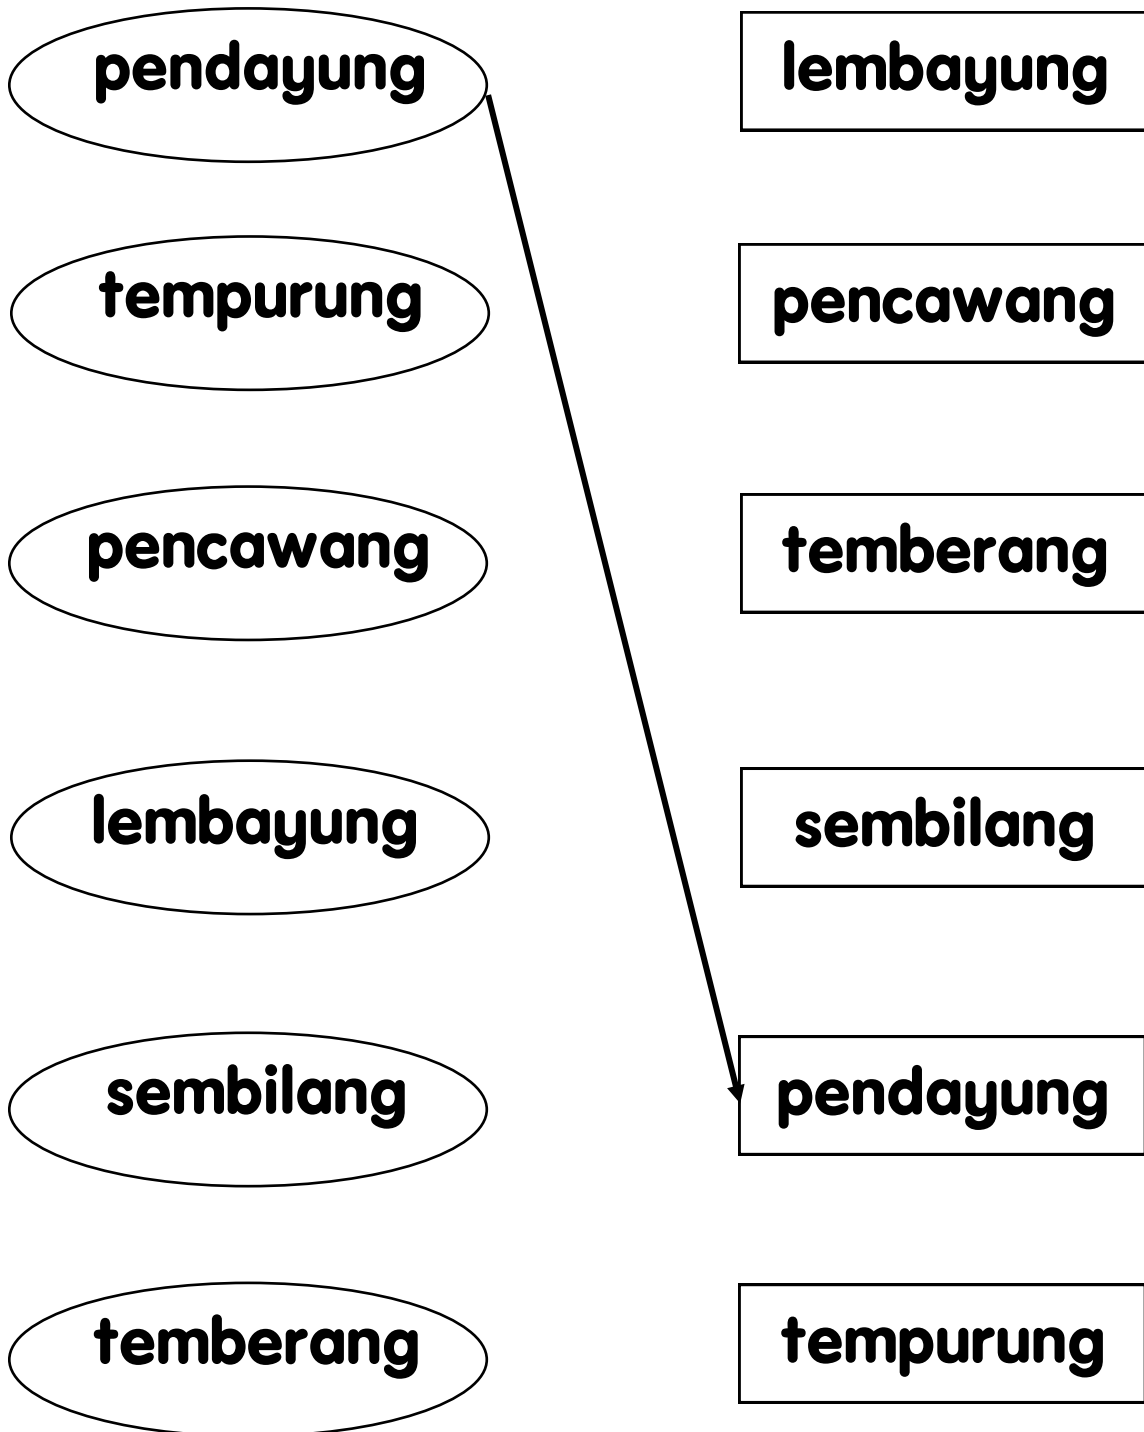 pendayung
lembayung
tempurung
pencawang
pencawang
temberang
lembayung
sembilang
sembilang
pendayung
temberang
tempurung